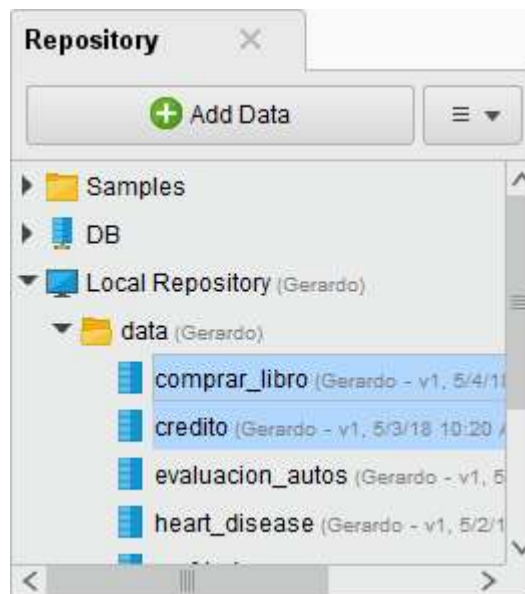 Repository
Add Data
Samples
DB
Local Repository (Gerardo)
data (Gerardo)
comprar_libro (Gerardo - v1, 5/4/1
credito (Gerardo - v1, 5/3/18 10:20
evaluacion_autos (Gerardo - v1, 5
heart_disease (Gerardo - v1, 5/2/1